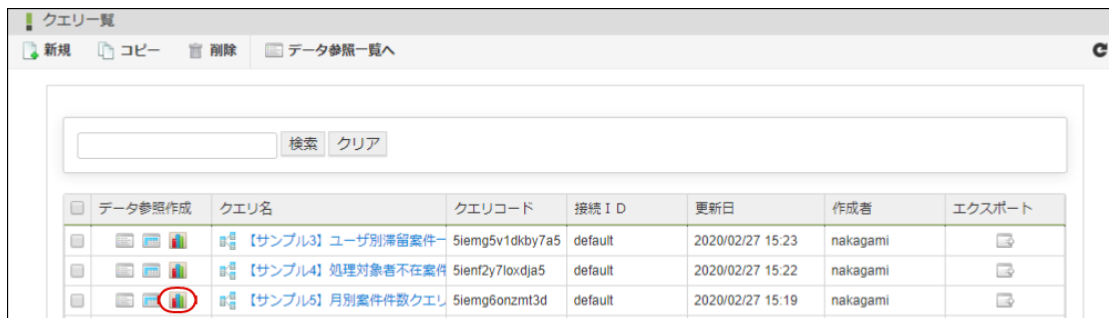 クエリー覧
新規 コピー 削除 データ参照一覧へ
検索 クリア
データ参照作成 クエリ名 クエリコード 接続ＩＤ 更新日 作成者 エクスポート
【サンプル3】ユーザ別滞留案件一 5iemg5v1dkby7a5 default 2020/02/27 15:23 nakagami
【サンプル4】処理対象者不在案件 5ienf2y7loxdja5 default 2020/02/27 15:22 nakagami
【サンプル5】月別案件件数クエリ 5iemg6onzmt3d default 2020/02/27 15:19 nakagami